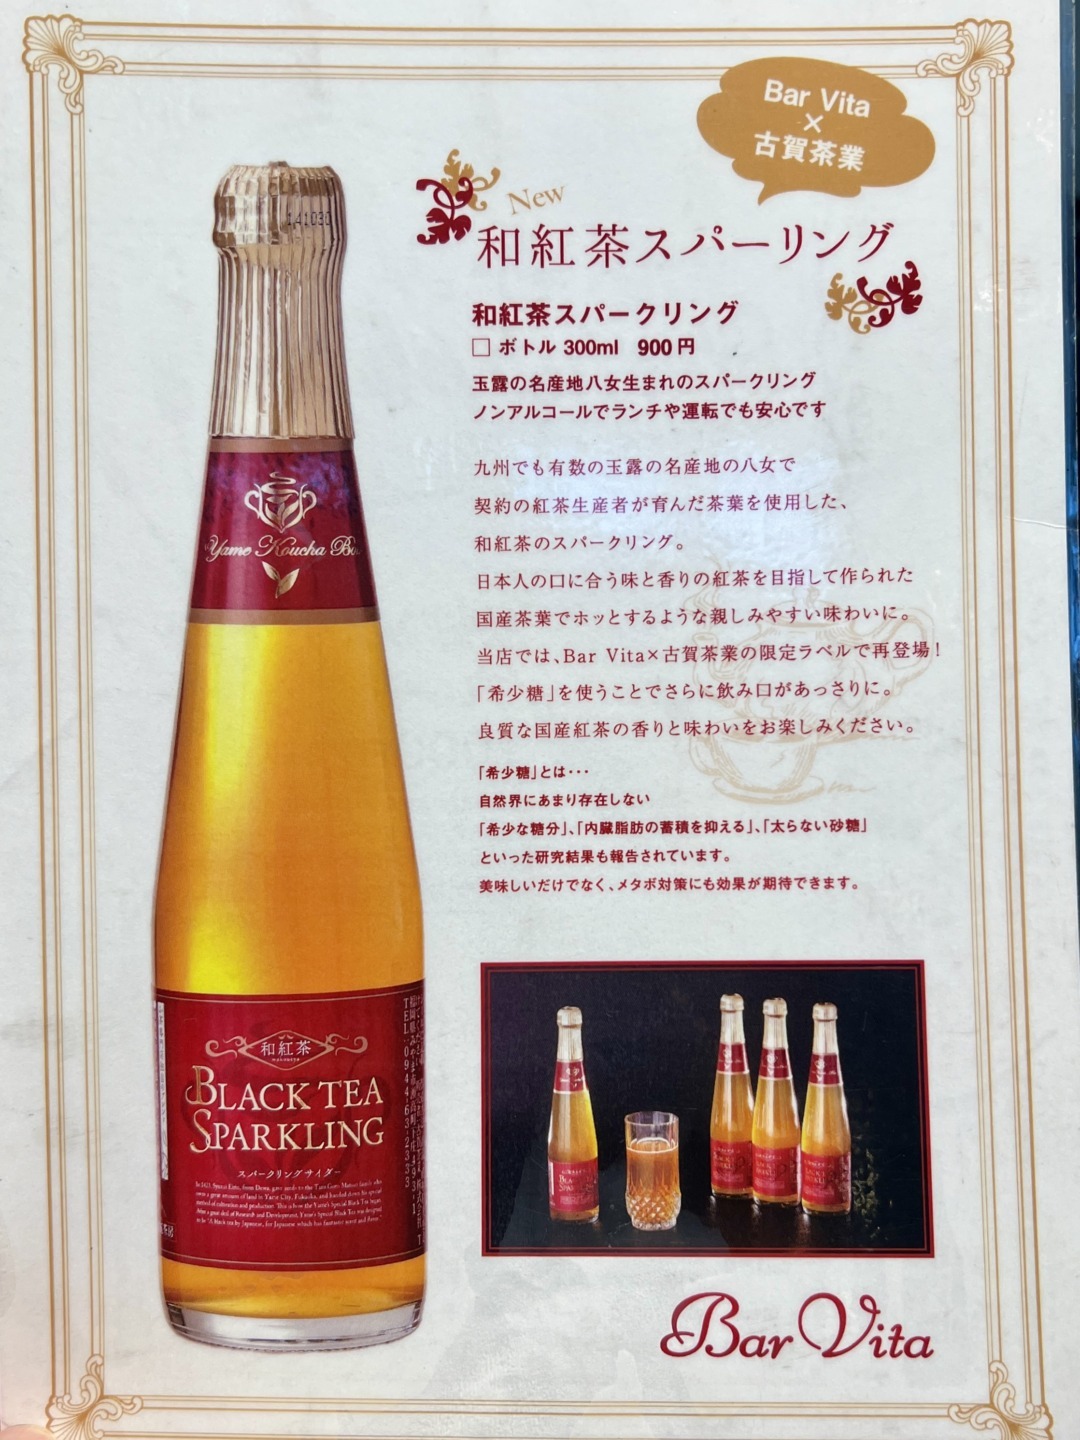 Bar Vita
×
古賀茶業
New
和紅茶スパーリング
和紅茶スパークリング
□ ボトル 300ml 900円
玉露の名産地八女生まれのスパークリング
ノンアルコールでランチや運転でも安心です
九州でも有数の玉露の名産地の八女で
契約の紅茶生産者が育んだ茶葉を使用した、
和紅茶のスパークリング。
日本人の口に合う味と香りの紅茶を目指して作られた
国産茶葉でホッとするような親しみやすい味わいに。
当店では、Bar Vita×古賀茶業の限定ラベルで再登場！
「希少糖」を使うことでさらに飲み口があっさりに。
良質な国産紅茶の香りと味わいをお楽しみください。
「希少糖」とは･･･
自然界にあまり存在しない
「希少な糖分」、「内臓脂肪の蓄積を抑える」、「太らない砂糖」
といった研究結果も報告されています。
美味しいだけでなく、メタボ対策にも効果が期待できます。
141030
Yame Koucha
和紅茶
BLACK TEA
SPARKLING
スパークリングサイダー
TEL.0944-63-2333
BLACK
SPARKLING
Bar Vita